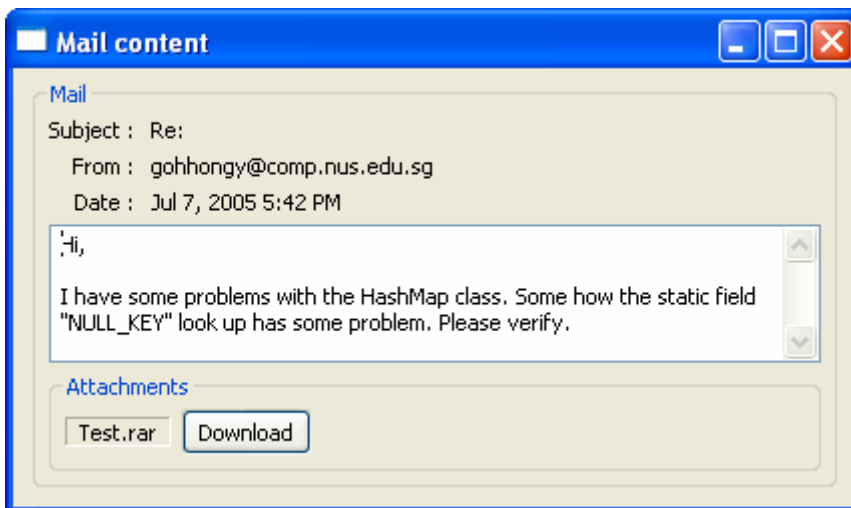 Mail content
Mail
Subject : Re:
From : gohhongy@comp.nus.edu.sg
Date : Jul 7, 2005 5:42 PM
Hi,
I have some problems with the HashMap class. Some how the static field
"NULL_KEY" look up has some problem. Please verify.
Attachments
Test.rar Download